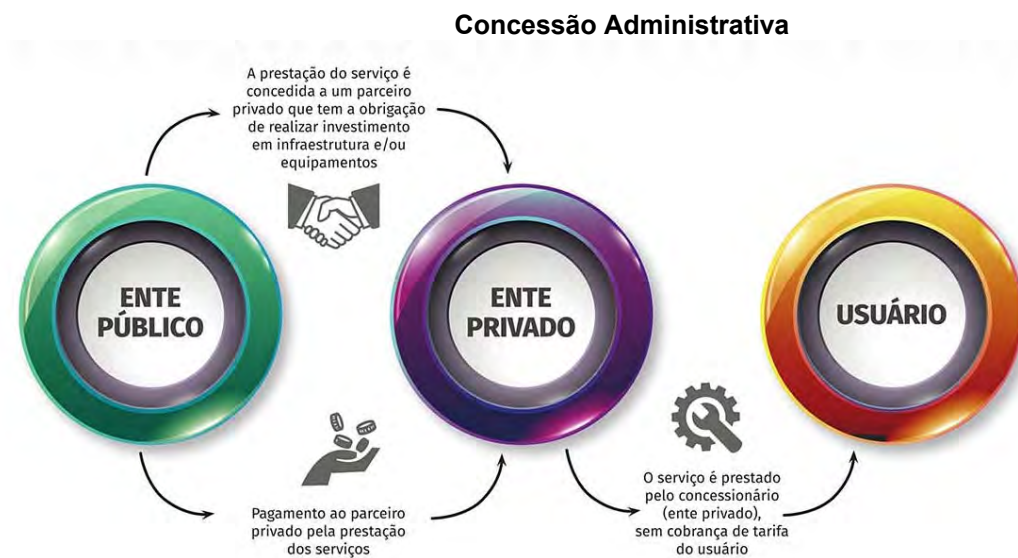 Concessão Administrativa
A prestação do serviço é
concedida a um parceiro
privado que tem a obrigação
de realizar investimento
em infraestrutura e/ou
equipamentos
ENTE
PÚBLICO
ENTE
PRIVADO
USUÁRIO
Pagamento ao parceiro
privado pela prestação
dos serviços
O serviço é prestado
pelo concessionário
(ente privado),
sem cobrança de tarifa
do usuário